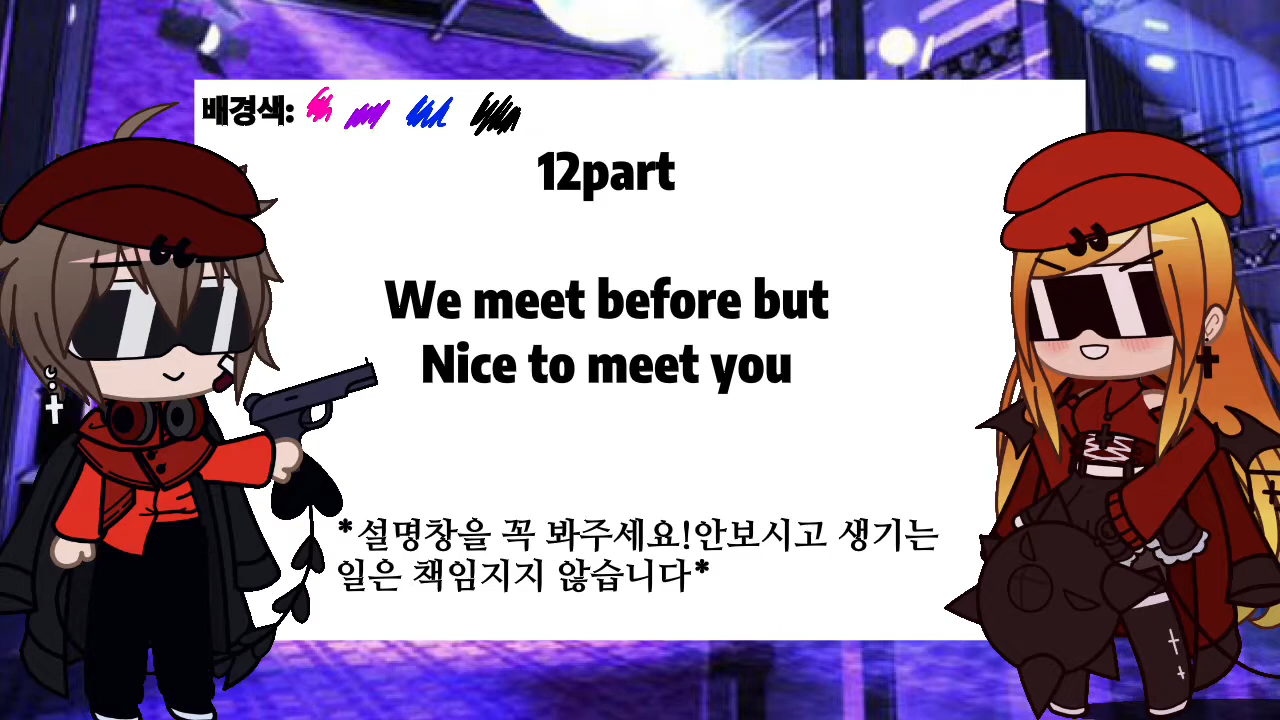 배경색:
12part
We meet before but
Nice to meet you
*설명창을 꼭 봐주세요!안보시고 생기는
일은 책임지지 않습니다*